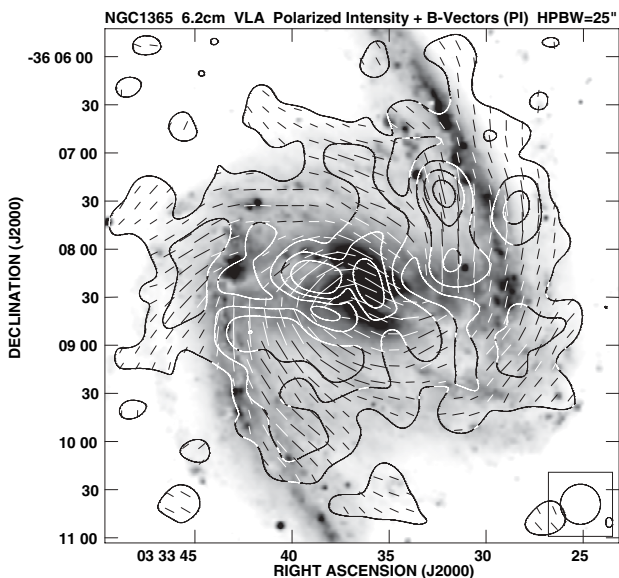 NGC1365 6.2cm VLA Polarized Intensity + B-Vectors (PI) HPBW=25"
-36 06 00
30
07 00
30
08 00
30
09 00
30
10 00
30
11 00
DECLINATION (J2000)
03 33 45 40 35 30 25
RIGHT ASCENSION (J2000)